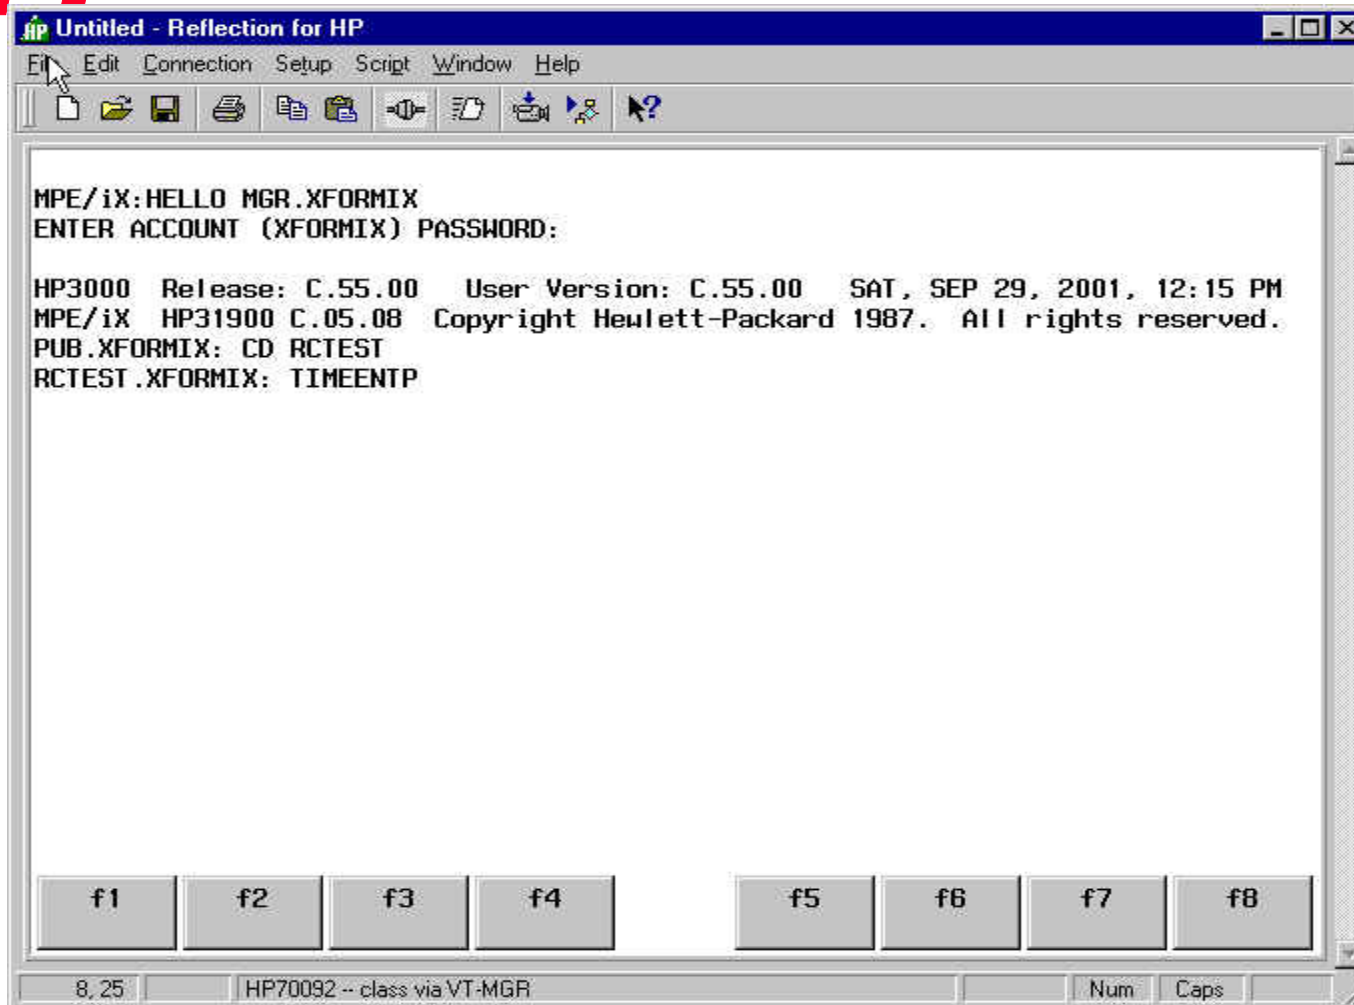 Untitled - Reflection for HP
File Edit Connection Setup Script Window Help
MPE/iX:HELLO MGR.XFORMIX
ENTER ACCOUNT (XFORMIX) PASSWORD:
HP3000  Release: C.55.00   User Version: C.55.00   SAT, SEP 29, 2001, 12:15 PM
MPE/iX  HP31900 C.05.08  Copyright Hewlett-Packard 1987.  All rights reserved.
PUB.XFORMIX: CD RCTEST
RCTEST.XFORMIX: TIMEENTP
f1 f2 f3 f4 f5 f6 f7 f8
8, 25 HP70092 -- class via VT-MGR Num Caps